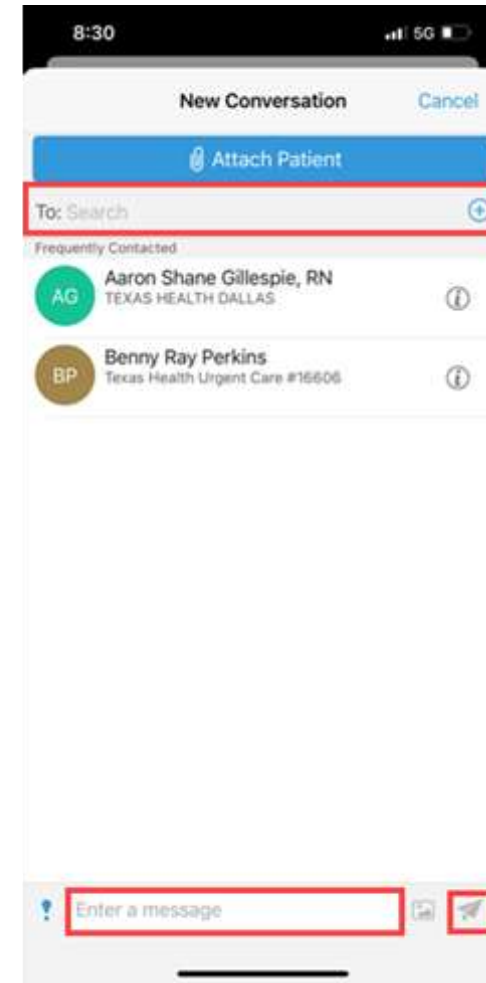 8:30
5G
New Conversation
Cancel
Attach Patient
To: Search
Frequently Contacted
AG
Aaron Shane Gillespie, RN
TEXAS HEALTH DALLAS
BP
Benny Ray Perkins
Texas Health Urgent Care #16606
Enter a message